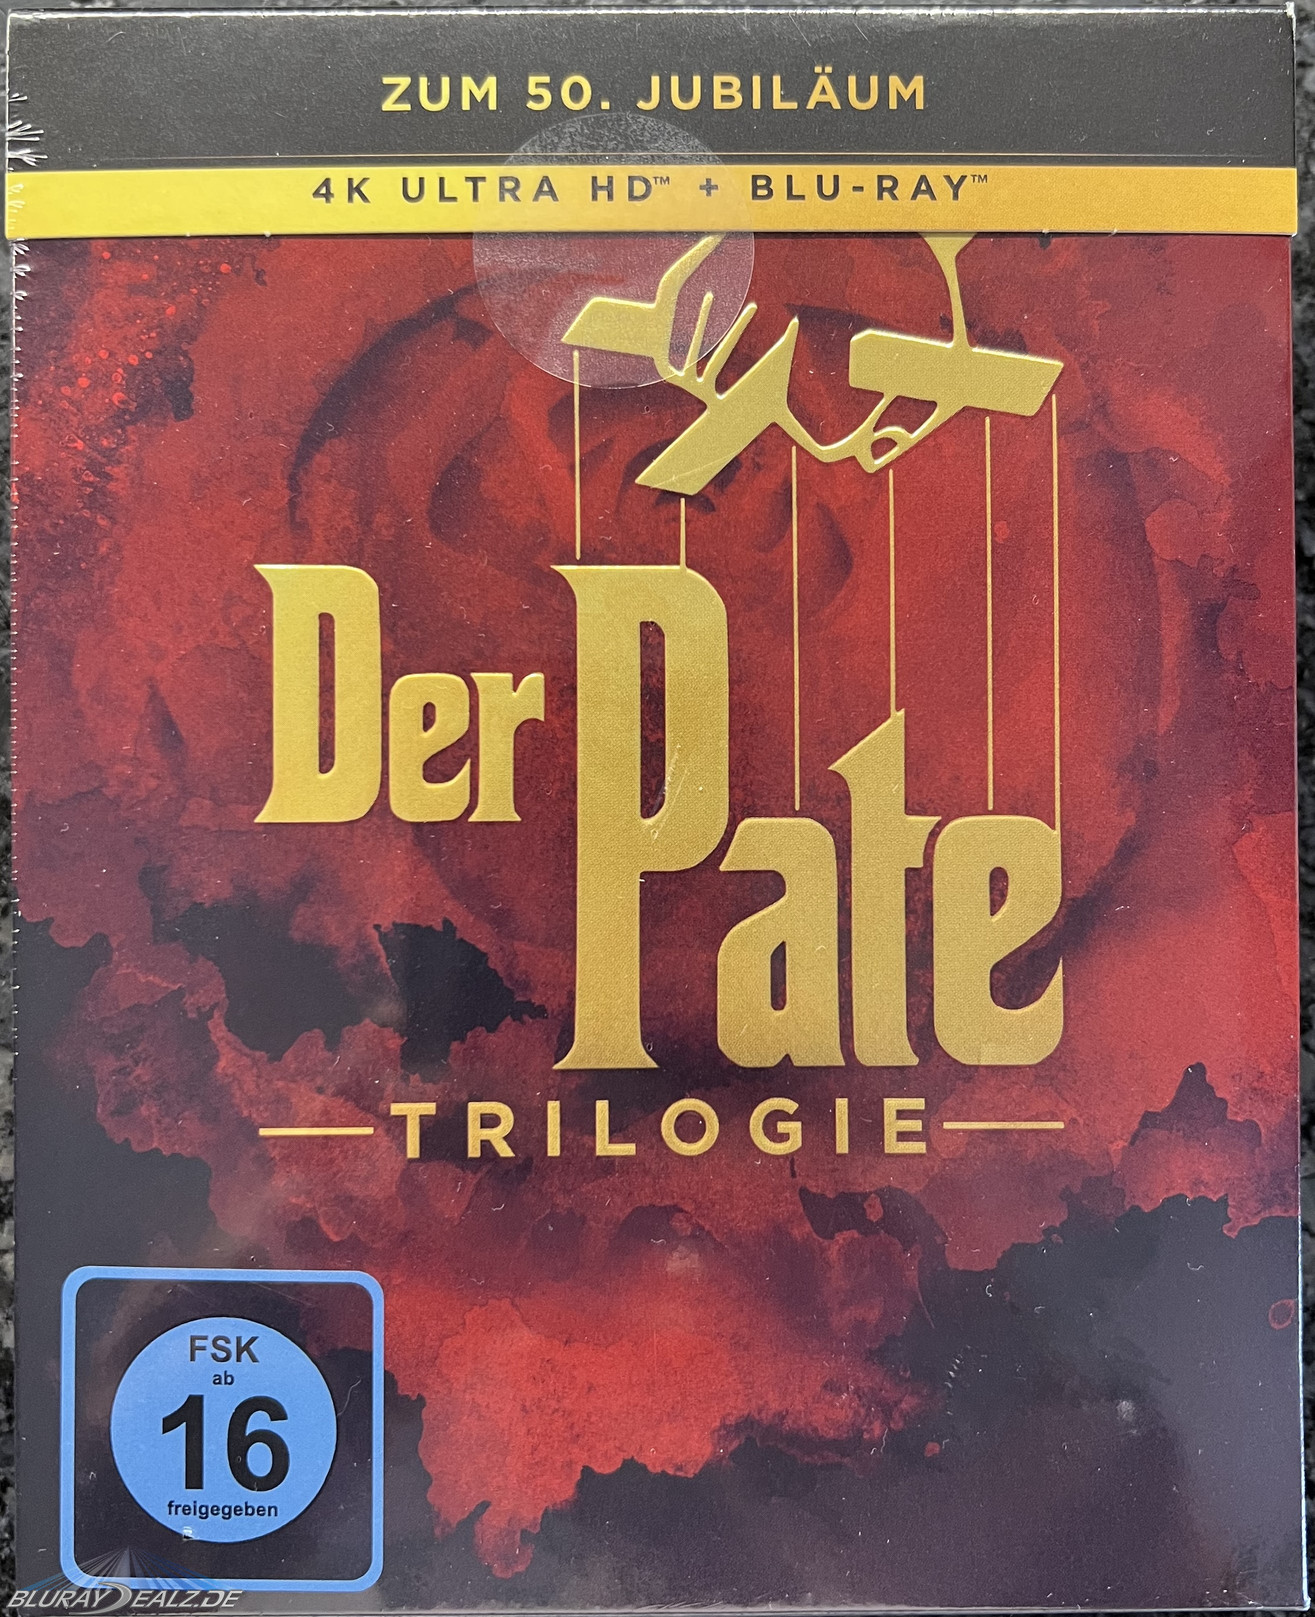 ZUM 50. JUBILÄUM
4K ULTRA HD™ + BLU-RAY™
Der Pate
TRILOGIE
FSK
ab
16
freigegeben
BLURAYDEALZ.DE